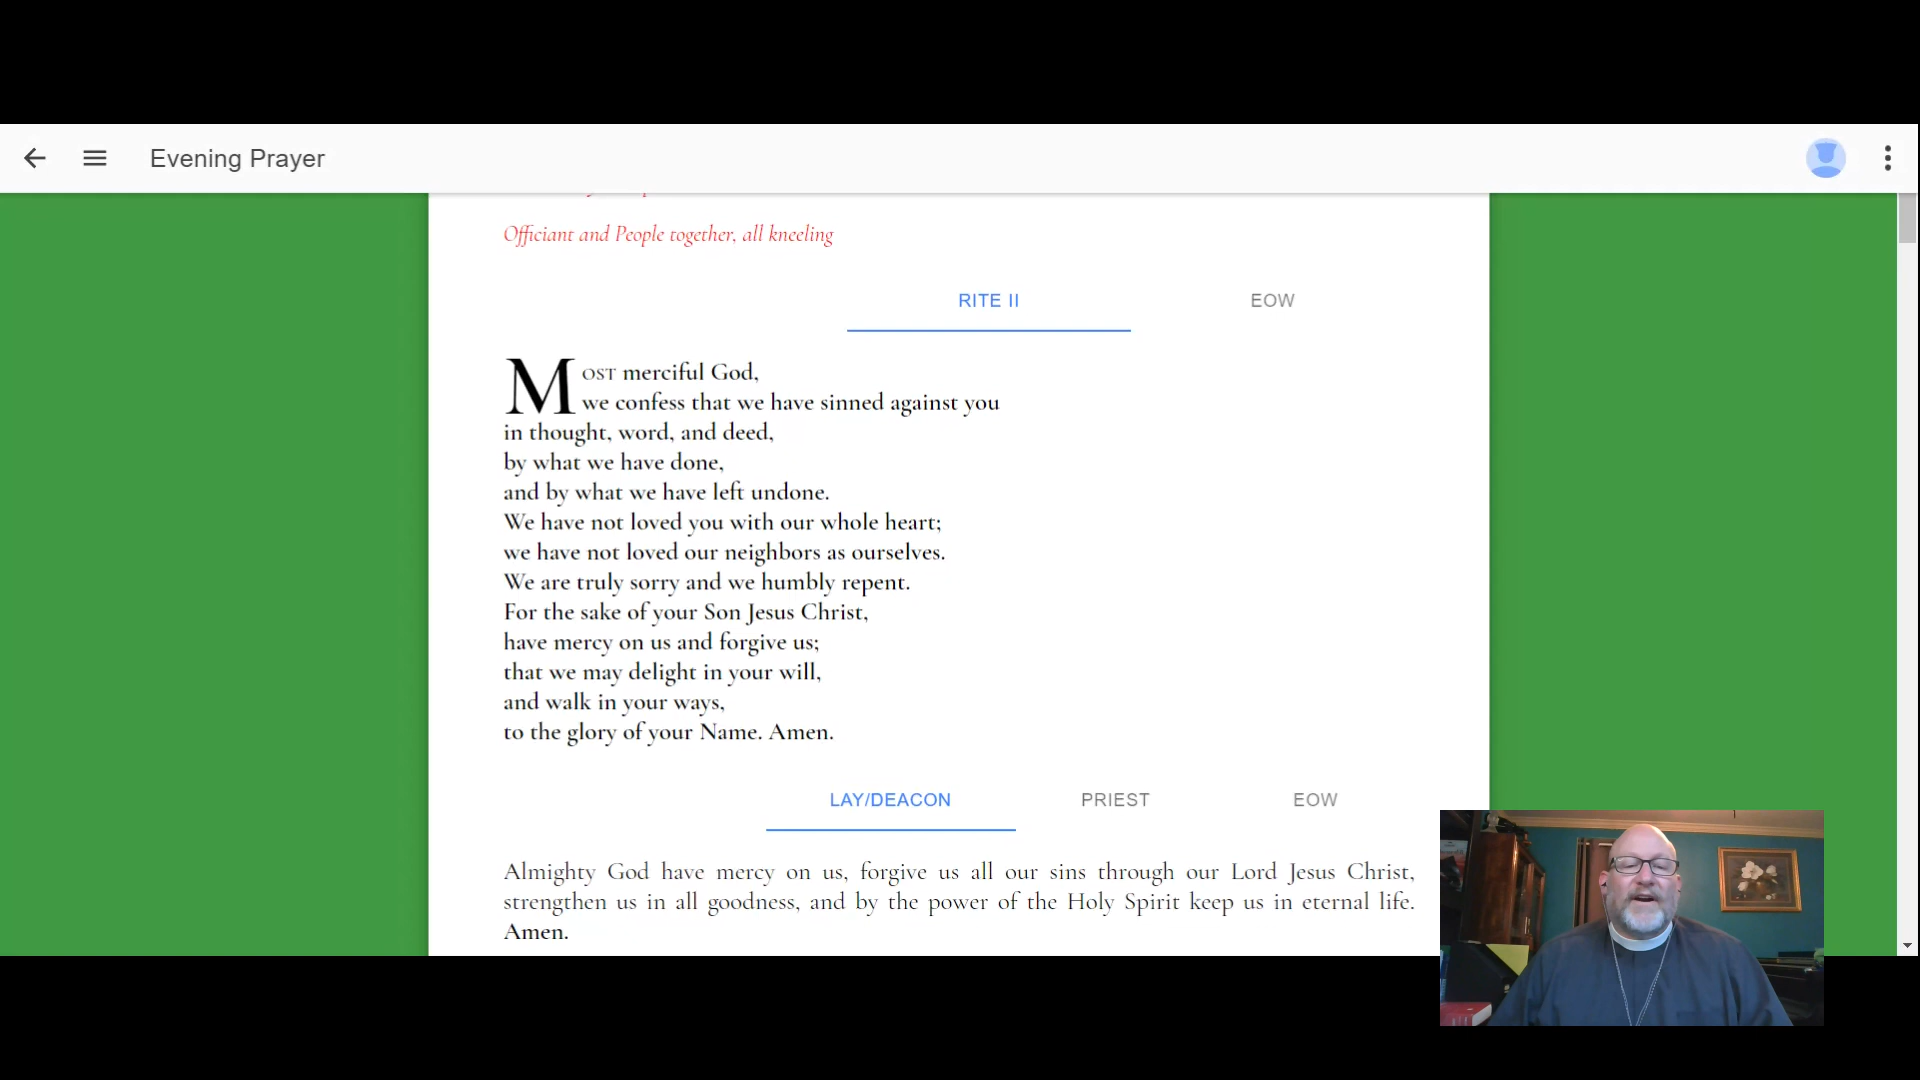 Evening Prayer
Officiant and People together, all kneeling
RITE II EOW
MOST merciful God,
we confess that we have sinned against you
in thought, word, and deed,
by what we have done,
and by what we have left undone.
We have not loved you with our whole heart;
we have not loved our neighbors as ourselves.
We are truly sorry and we humbly repent.
For the sake of your Son Jesus Christ,
have mercy on us and forgive us;
that we may delight in your will,
and walk in your ways,
to the glory of your Name. Amen.
LAY/DEACON PRIEST EOW
Almighty God have mercy on us, forgive us all our sins through our Lord Jesus Christ,
strengthen us in all goodness, and by the power of the Holy Spirit keep us in eternal life.
Amen.